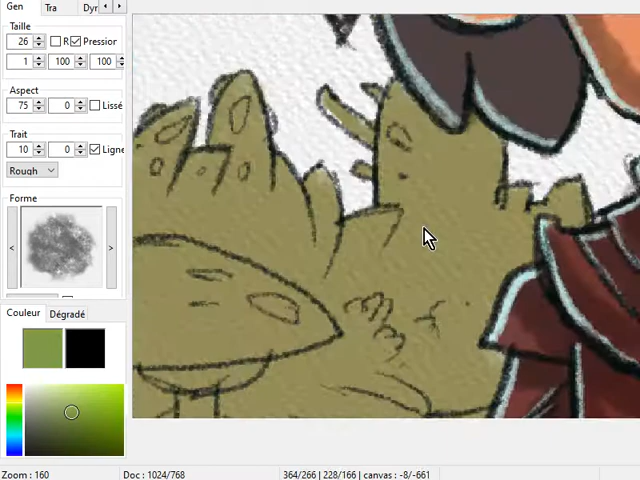 Gen Tra Dyr
Taille
26 R Pression
1 100 100
Aspect
75 0 Lissé
Trait
10 0 Ligne
Rough
Forme
< >
Couleur Dégradé
Zoom : 160 Doc : 1024/768 364/266 | 228/166 | canvas : -8/-661